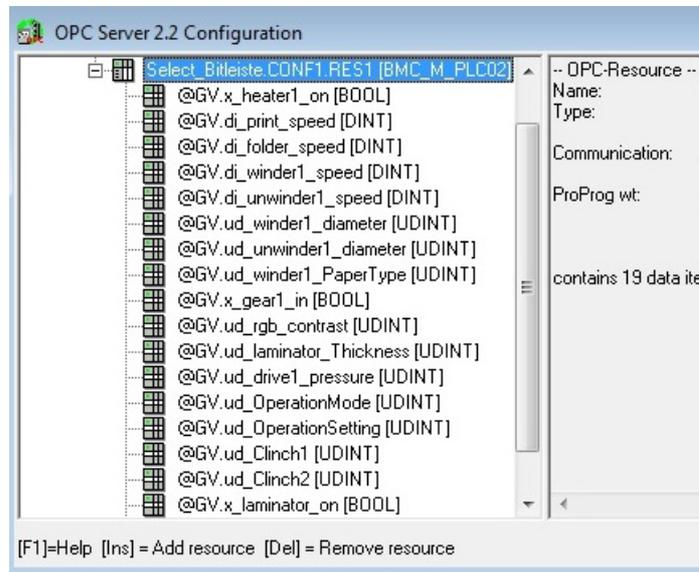 OPC Server 2.2 Configuration
Select_Bitleiste.CONF1.RES1 [BMC_M_PLC02]
@GV.x_heater1_on [BOOL]
@GV.di_print_speed [DINT]
@GV.di_folder_speed [DINT]
@GV.di_winder1_speed [DINT]
@GV.di_unwinder1_speed [DINT]
@GV.ud_winder1_diameter [UDINT]
@GV.ud_unwinder1_diameter [UDINT]
@GV.ud_winder1_PaperType [UDINT]
@GV.x_gear1_in [BOOL]
@GV.ud_rgb_contrast [UDINT]
@GV.ud_laminator_Thickness [UDINT]
@GV.ud_drive1_pressure [UDINT]
@GV.ud_OperationMode [UDINT]
@GV.ud_OperationSetting [UDINT]
@GV.ud_Clinch1 [UDINT]
@GV.ud_Clinch2 [UDINT]
@GV.x_laminator_on [BOOL]
-- OPC-Resource --
Name:
Type:
Communication:
ProProg wt:
contains 19 data ite
[F1]=Help [Ins] = Add resource [Del] = Remove resource